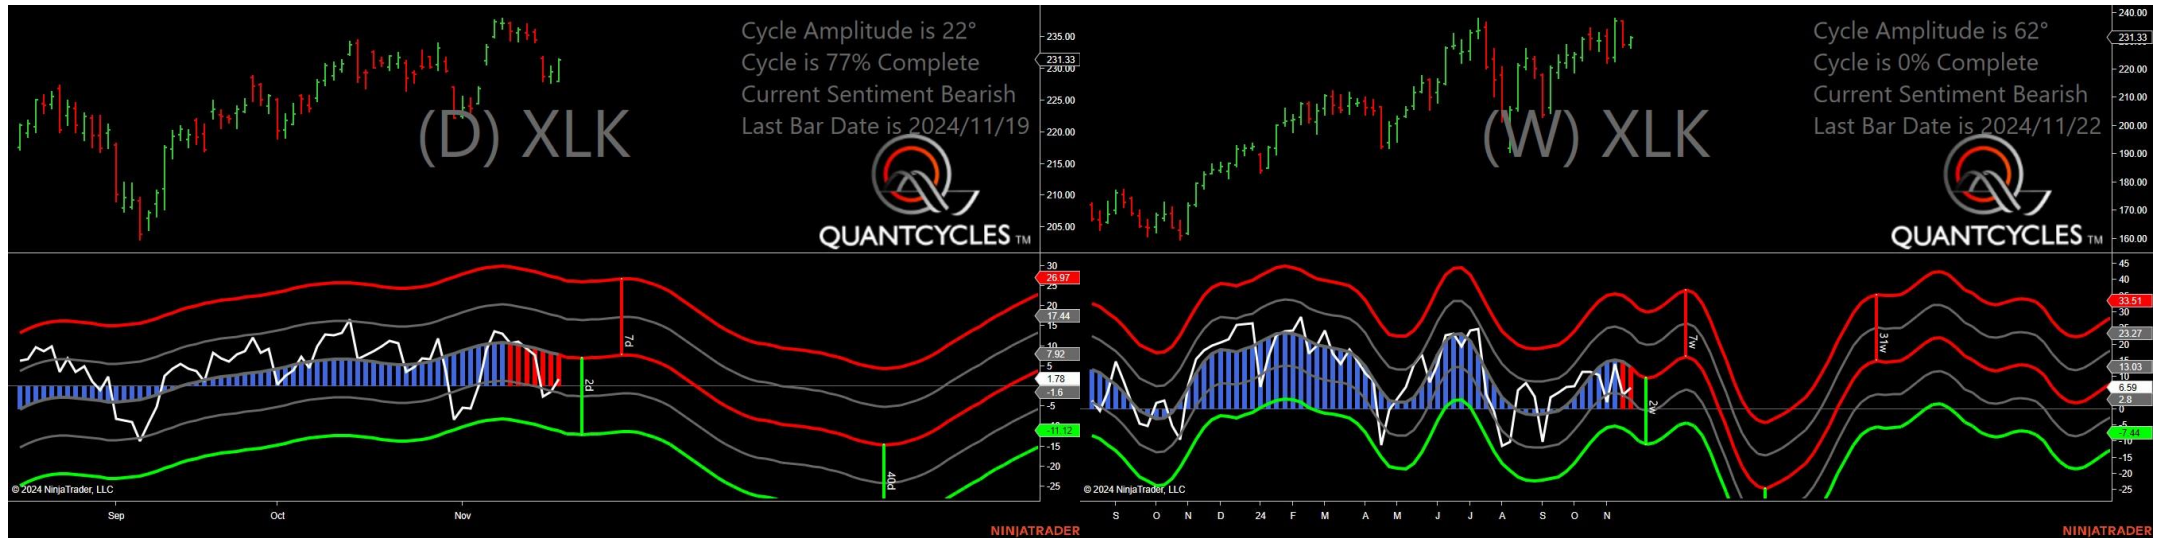 Cycle Amplitude is 22°
Cycle is 77% Complete
Current Sentiment Bearish
Last Bar Date is 2024/11/19
(D) XLK
QUANTCYCLES TM
235.00
231.33
230.00
225.00
220.00
215.00
210.00
205.00
30
26.97
25
20
17.44
15
10
7.92
5
1.78
-1.6
-5
-11.12
-15
-20
-25
7d
2d
40d
© 2024 NinjaTrader, LLC
Sep
Oct
Nov
NINJATRADER
Cycle Amplitude is 62°
Cycle is 0% Complete
Current Sentiment Bearish
Last Bar Date is 2024/11/22
(W) XLK
QUANTCYCLES TM
240.00
231.33
220.00
210.00
200.00
190.00
180.00
170.00
160.00
45
40
33.51
30
23.27
20
15
13.03
6.59
2.8
0
-7.44
-10
-15
-20
-25
7w
31w
2w
© 2024 NinjaTrader, LLC
S O N D 24 F M A M J J A S O N
NINJATRADER